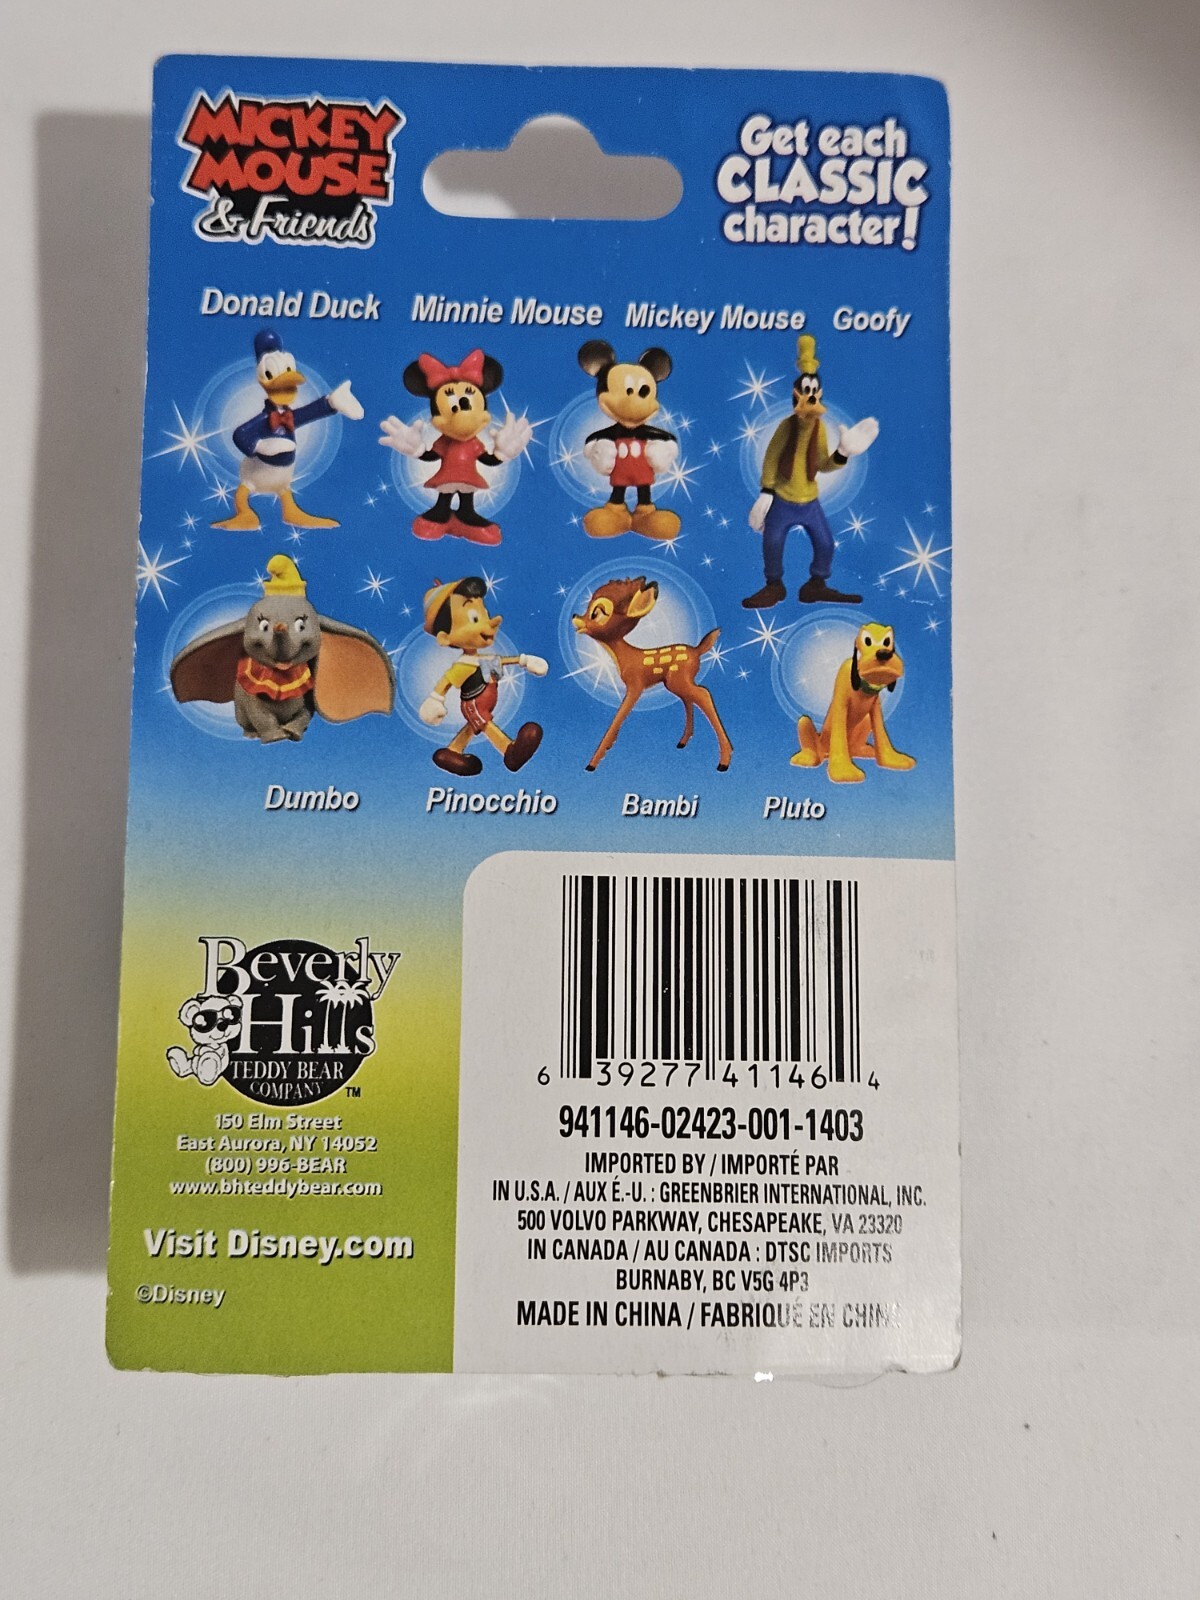 MICKEY
MOUSE
& Friends
Get each
CLASSIC
character!
Donald Duck
Minnie Mouse
Mickey Mouse
Goofy
Dumbo
Pinocchio
Bambi
Pluto
Beverly
Hills
TEDDY BEAR
COMPANY TM
150 Elm Street
East Aurora, NY 14052
(800) 996-BEAR
www.bhteddybear.com
Visit Disney.com
©Disney
6 39277 41146 4
941146-02423-001-1403
IMPORTED BY / IMPORTÉ PAR
IN U.S.A. / AUX É.-U. : GREENBRIER INTERNATIONAL, INC.
500 VOLVO PARKWAY, CHESAPEAKE, VA 23320
IN CANADA / AU CANADA : DTSC IMPORTS
BURNABY, BC V5G 4P3
MADE IN CHINA / FABRIQUÉ EN CHINE